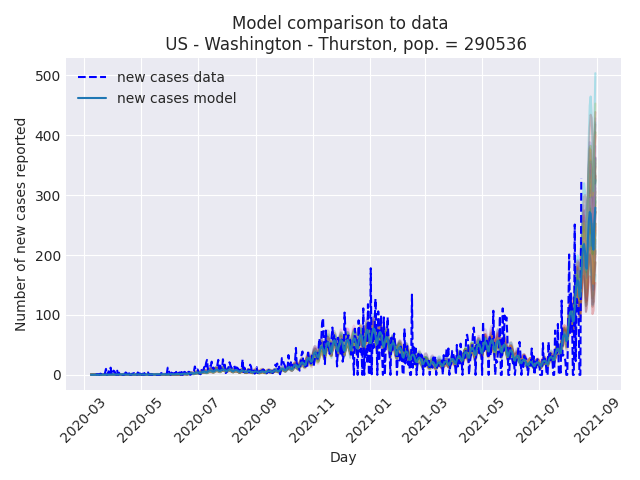 Model comparison to data
US - Washington - Thurston, pop. = 290536
new cases data
new cases model
Number of new cases reported
500
400
300
200
100
0
2020-03
2020-05
2020-07
2020-09
2020-11
2021-01
2021-03
2021-05
2021-07
2021-09
Day